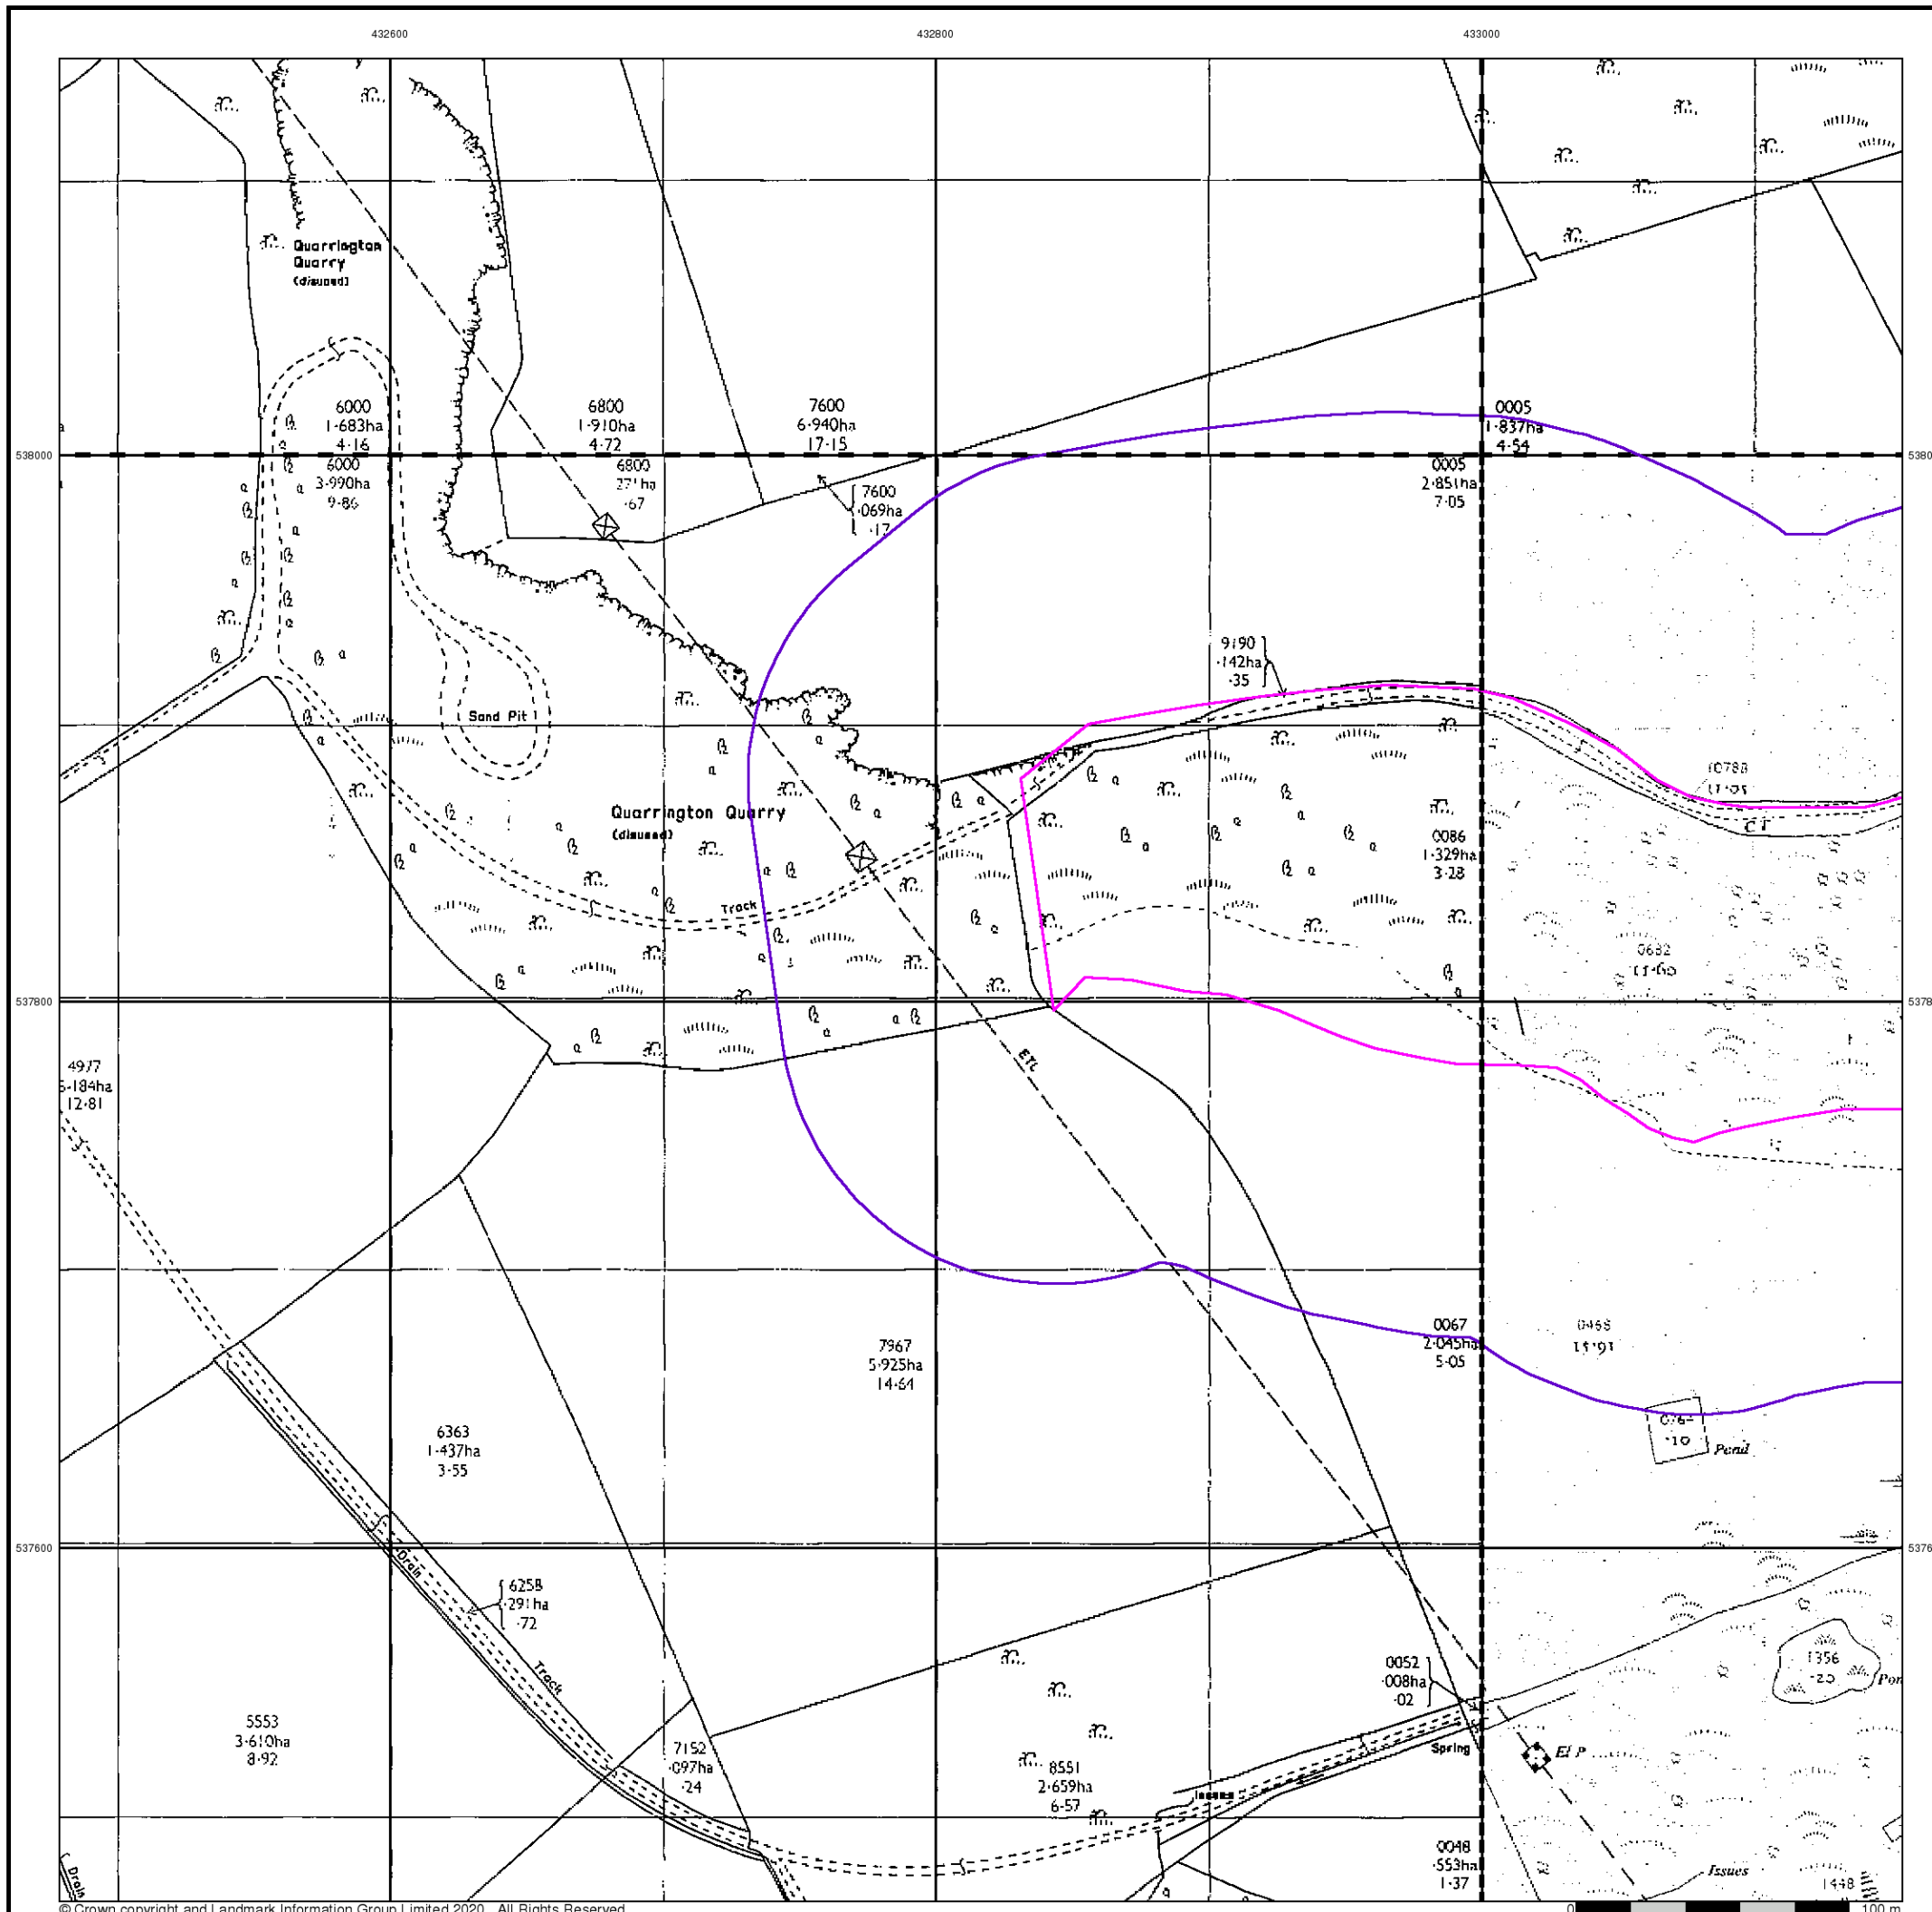 432600
432800
433000
Quarrington
Quarry
(disused)
6000
1·683ha
4·16
6800
1·910ha
4·72
7600
6·940ha
17·15
0005
1·837ha
4·54
538000
6000
3·990ha
9·86
6800
·67
7600
·069ha
·17
0005
2·851ha
7·05
9190
·142ha
·35
Sand Pit
Quarrington Quarry
(disused)
CT
0086
1·329ha
3·28
Track
537800
ETL
4977
12·81
0067
2·045ha
5·05
7967
5·925ha
14·64
6363
1·437ha
3·55
Pond
537600
Drain
6258
·291ha
·72
Track
0052
·008ha
·02
1356
5553
3·610ha
8·92
7152
·097ha
·24
8551
2·659ha
6·57
Spring
El P
Issues
0048
·553ha
1·37
Issues
1448
Drain
© Crown copyright and Landmark Information Group Limited 2020. All Rights Reserved.
0
100 m